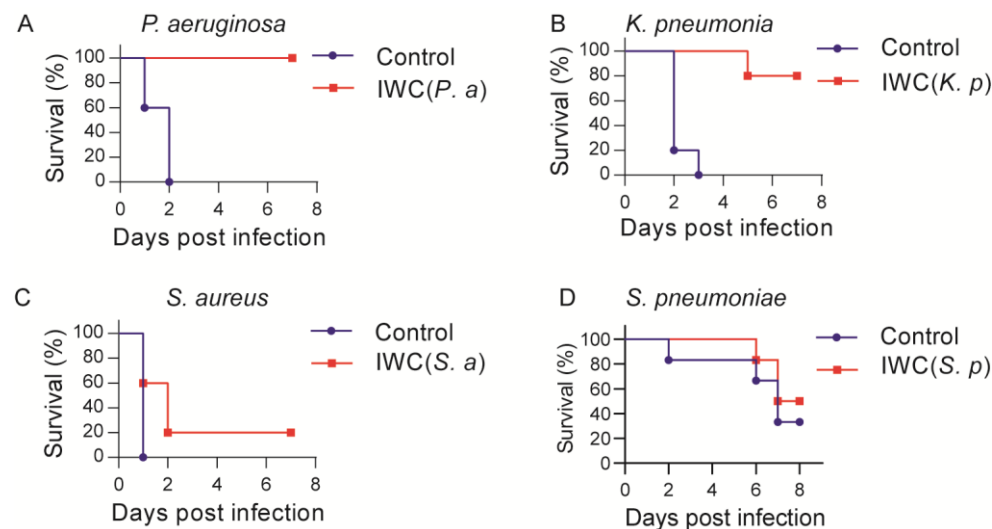 A
P. aeruginosa
Survival (%)
100
80
60
40
20
0
0 2 4 6 8
Days post infection
Control
IWC(P. a)
B
K. pneumonia
Survival (%)
100
80
60
40
20
0
0 2 4 6 8
Days post infection
Control
IWC(K. p)
C
S. aureus
Survival (%)
100
80
60
40
20
0
0 2 4 6 8
Days post infection
Control
IWC(S. a)
D
S. pneumoniae
Survival (%)
100
80
60
40
20
0
0 2 4 6 8
Days post infection
Control
IWC(S. p)